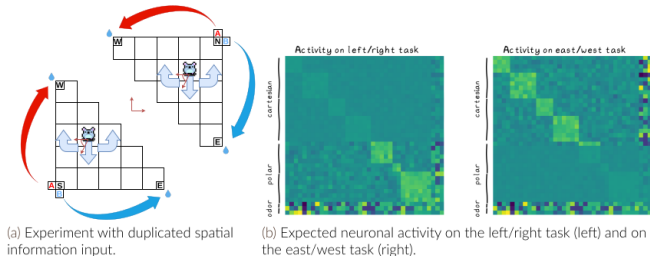 A
W
N B
W
E
A S
B
E
(a) Experiment with duplicated spatial
information input.
Activity on left/right task
cartesian
polar
odor
Activity on east/west task
cartesian
polar
odor
(b) Expected neuronal activity on the left/right task (left) and on
the east/west task (right).